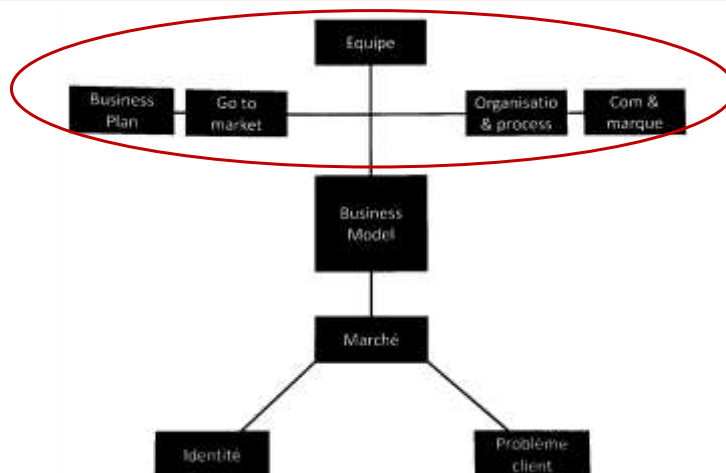 Equipe
Business
Plan
Go to
market
Organisatio
& process
Com &
marque
Business
Model
Marché
Identité
Problème
client